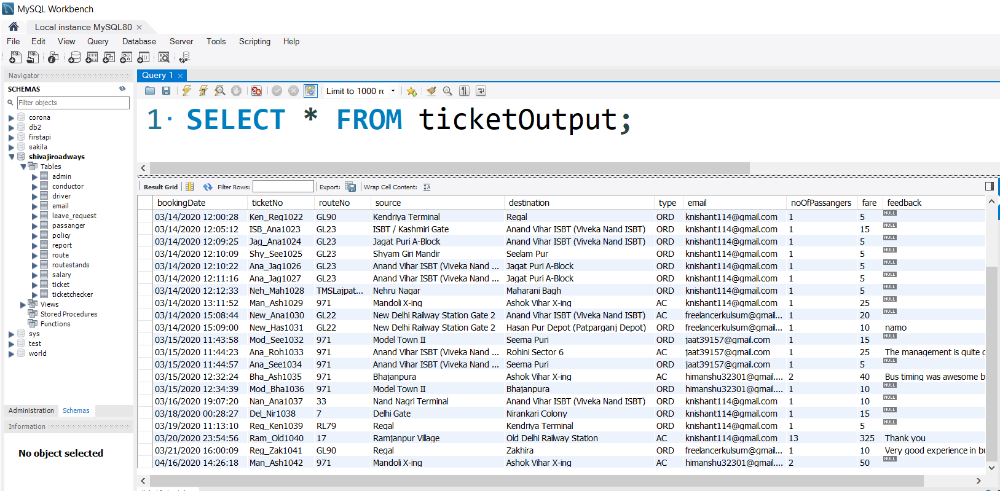 MySQL Workbench
Local instance MySQL80 ×
File Edit View Query Database Server Tools Scripting Help
Navigator
SCHEMAS
Filter objects
corona
db2
firstapi
sakila
shivajiroadways
Tables
admin
conductor
driver
email
leave_request
passanger
policy
report
route
routestands
salary
ticket
ticketchecker
Views
Stored Procedures
Functions
sys
test
world
Administration Schemas
Information
No object selected
Query 1 ×
Limit to 1000 rc
1 SELECT * FROM ticketOutput;
Result Grid Filter Rows: Export: Wrap Cell Content:
bookingDate ticketNo routeNo source destination type email noOfPassangers fare feedback
03/14/2020 12:00:28 Ken_Reg1022 GL90 Kendriya Terminal Regal ORD knishant114@gmail.com 1 5 NULL
03/14/2020 12:05:12 ISB_Ana1023 GL23 ISBT / Kashmiri Gate Anand Vihar ISBT (Viveka Nand ISBT) ORD knishant114@gmail.com 1 15 NULL
03/14/2020 12:09:25 Jag_Ana1024 GL23 Jagat Puri A-Block Anand Vihar ISBT (Viveka Nand ISBT) ORD knishant114@gmail.com 1 5 NULL
03/14/2020 12:10:09 Shy_See1025 GL23 Shyam Giri Mandir Seelam Pur ORD knishant114@gmail.com 1 5 NULL
03/14/2020 12:10:22 Ana_Jag1026 GL23 Anand Vihar ISBT (Viveka Nand ... Jagat Puri A-Block ORD knishant114@gmail.com 1 5 NULL
03/14/2020 12:11:16 Ana_Jag1027 GL23 Anand Vihar ISBT (Viveka Nand ... Jagat Puri A-Block ORD knishant114@gmail.com 1 5 NULL
03/14/2020 12:12:33 Neh_Mah1028 TMSLajpat... Nehru Nagar Maharani Bagh ORD knishant114@gmail.com 1 5 NULL
03/14/2020 13:11:52 Man_Ash1029 971 Mandoli X-ing Ashok Vihar X-ing AC knishant114@gmail.com 1 25 NULL
03/14/2020 15:08:44 New_Ana1030 GL22 New Delhi Railway Station Gate 2 Anand Vihar ISBT (Viveka Nand ISBT) AC freelancerkulsum@gmai... 1 20 NULL
03/14/2020 15:09:00 New_Has1031 GL22 New Delhi Railway Station Gate 2 Hasan Pur Depot (Patparganj Depot) ORD freelancerkulsum@gmai... 1 10 namo
03/15/2020 11:43:58 Mod_See1032 971 Model Town II Seema Puri ORD jaat39157@gmail.com 1 15 NULL
03/15/2020 11:44:23 Ana_Roh1033 971 Anand Vihar ISBT (Viveka Nand ... Rohini Sector 6 AC jaat39157@gmail.com 1 25 The management is quite g
03/15/2020 11:44:57 Ana_See1034 971 Anand Vihar ISBT (Viveka Nand ... Seema Puri ORD jaat39157@gmail.com 1 5 NULL
03/15/2020 12:32:24 Bha_Ash1035 971 Bhajanpura Ashok Vihar X-ing AC himanshu32301@gmail.... 2 40 Bus timing was awesome b
03/15/2020 12:34:39 Mod_Bha1036 971 Model Town II Bhajanpura ORD himanshu32301@gmail.... 1 10 NULL
03/16/2020 19:07:20 Nan_Ana1037 33 Nand Nagri Terminal Anand Vihar ISBT (Viveka Nand ISBT) ORD knishant114@gmail.com 1 10 NULL
03/18/2020 00:28:27 Del_Nir1038 7 Delhi Gate Nirankari Colony ORD knishant114@gmail.com 1 15 NULL
03/19/2020 11:13:10 Reg_Ken1039 RL79 Regal Kendriya Terminal ORD knishant114@gmail.com 1 5 NULL
03/20/2020 23:54:56 Ram_Old1040 17 Ramjanpur Village Old Delhi Railway Station AC knishant114@gmail.com 13 325 Thank you
03/21/2020 16:00:09 Reg_Zak1041 GL90 Regal Zakhira ORD freelancerkulsum@gmai... 1 10 Very good experience in bu
04/16/2020 14:26:18 Man_Ash1042 971 Mandoli X-ing Ashok Vihar X-ing AC himanshu32301@gmail.... 2 50 NULL